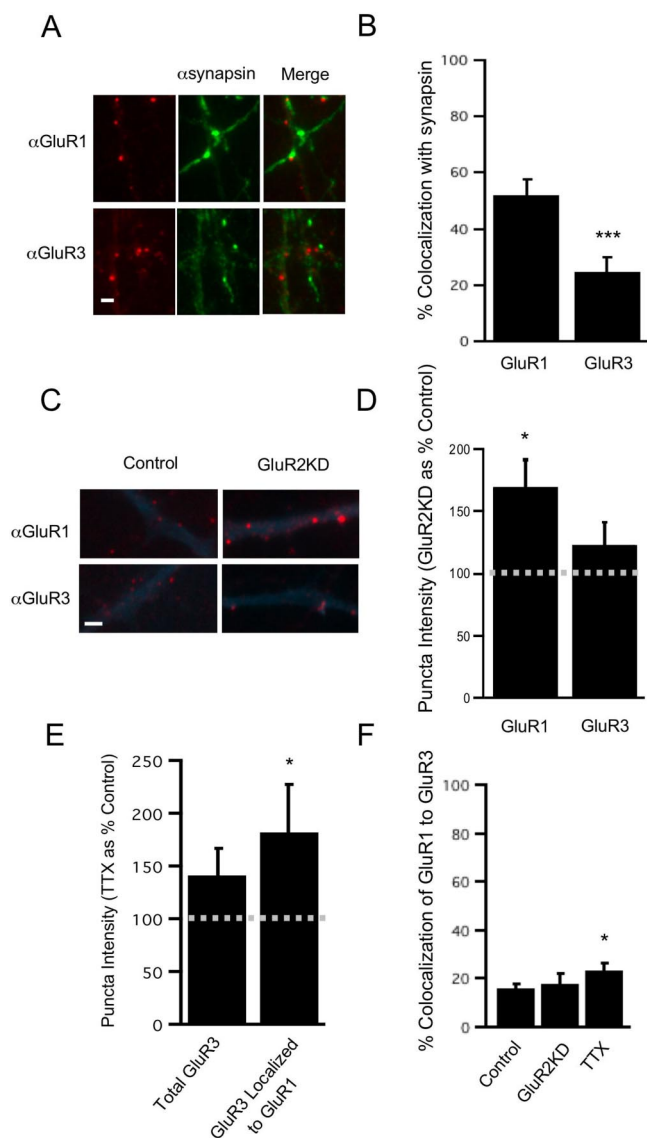 A
αsynapsin Merge
αGluR1
αGluR3
B
% Colocalization with synapsin
100
80
60
40
20
0
***
GluR1 GluR3
C
Control GluR2KD
αGluR1
αGluR3
D
Puncta Intensity (GluR2KD as % Control)
200
150
100
50
0
*
GluR1 GluR3
E
Puncta Intensity (TTX as % Control)
250
200
150
100
50
0
*
Total GluR3
GluR3 Localized
to GluR1
F
% Colocalization of GluR1 to GluR3
100
80
60
40
20
0
*
Control
GluR2KD
TTX